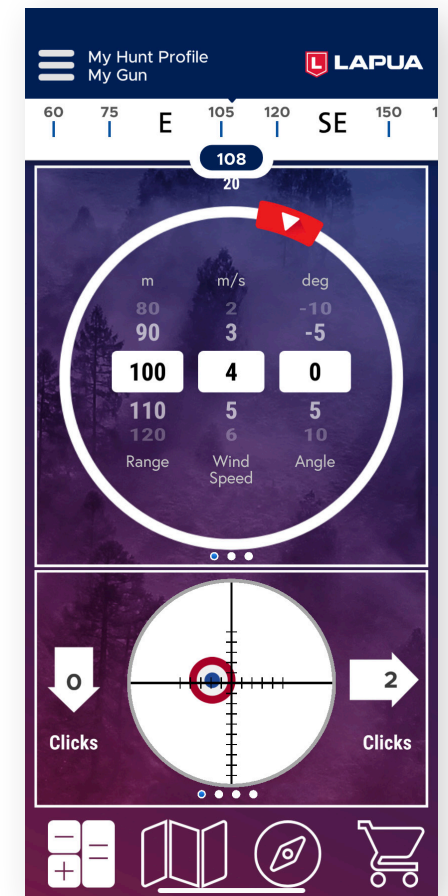 My Hunt Profile
My Gun
L LAPUA
60 75 E 105 120 SE 150 1
108
20
m m/s deg
80 2 -10
90 3 -5
100 4 0
110 5 5
120 6 10
Range Wind Speed Angle
0 2
Clicks Clicks